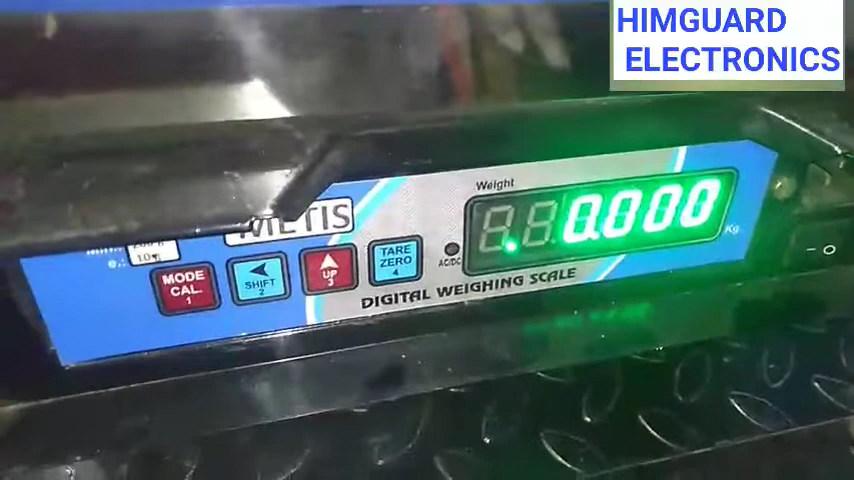 HIMGUARD
ELECTRONICS
Weight
METIS
0.000
Kg
10g
e.:
MODE
CAL.
1
SHIFT
2
UP
3
TARE
ZERO
4
AC/DC
DIGITAL WEIGHING SCALE